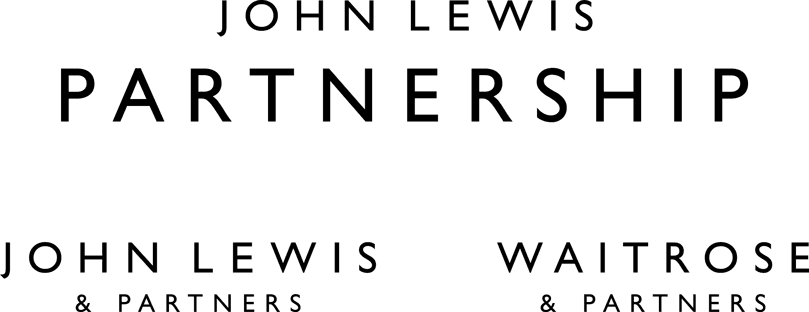 JOHN LEWIS
PARTNERSHIP
JOHN LEWIS
& PARTNERS
WAITROSE
& PARTNERS